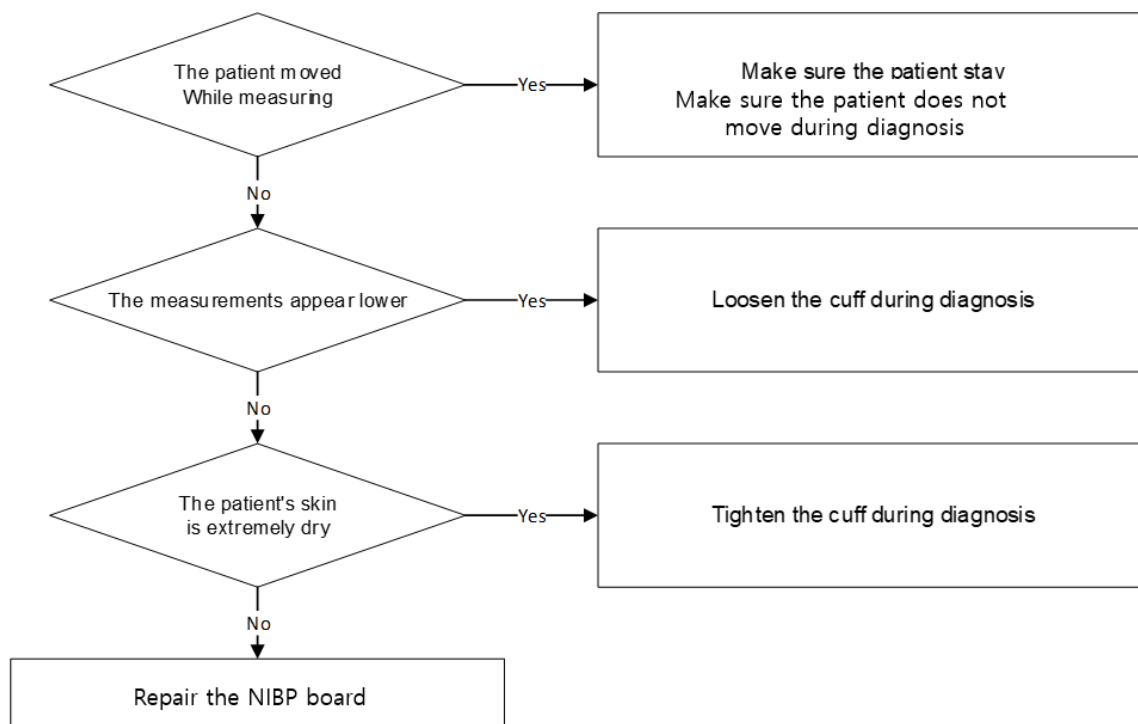 The patient moved
While measuring
Yes
Make sure the patient stay
Make sure the patient does not
move during diagnosis
No
The measurements appear lower
Yes
Loosen the cuff during diagnosis
No
The patient's skin
is extremely dry
Yes
Tighten the cuff during diagnosis
No
Repair the NIBP board